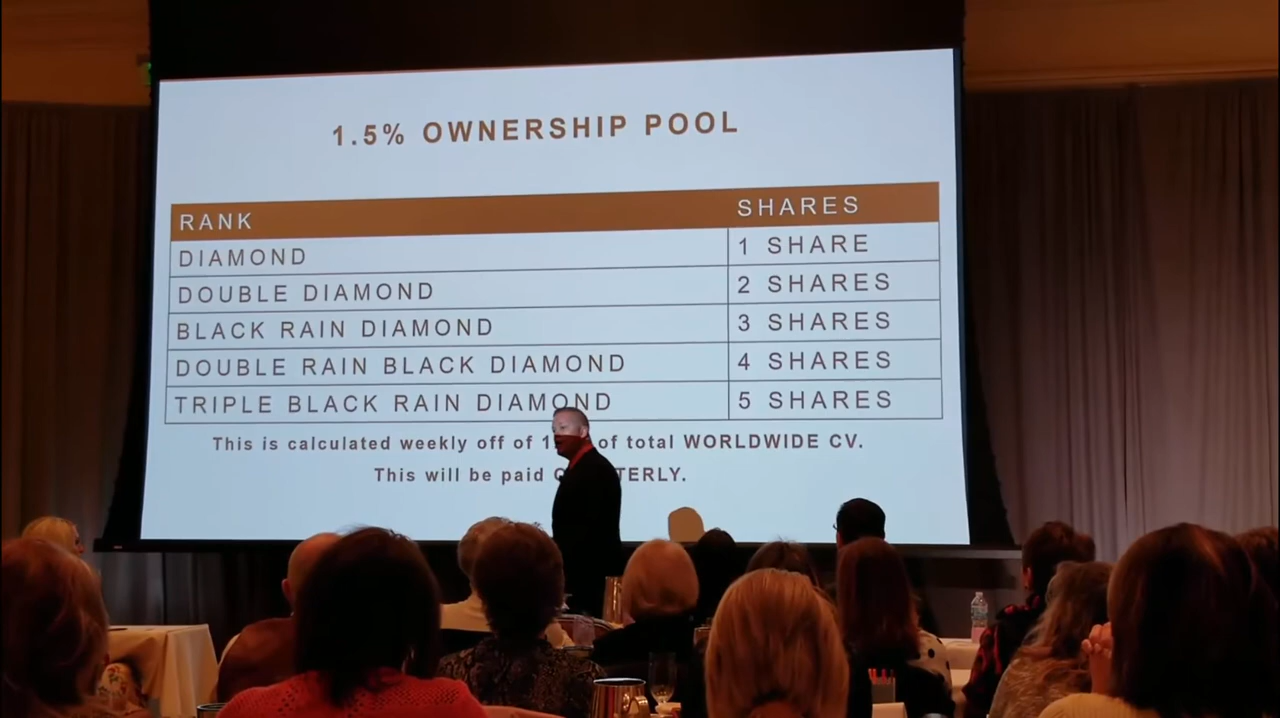 1.5% OWNERSHIP POOL
RANK SHARES
DIAMOND 1 SHARE
DOUBLE DIAMOND 2 SHARES
BLACK RAIN DIAMOND 3 SHARES
DOUBLE RAIN BLACK DIAMOND 4 SHARES
TRIPLE BLACK RAIN DIAMOND 5 SHARES
This is calculated weekly off of of total WORLDWIDE CV.
This will be paid